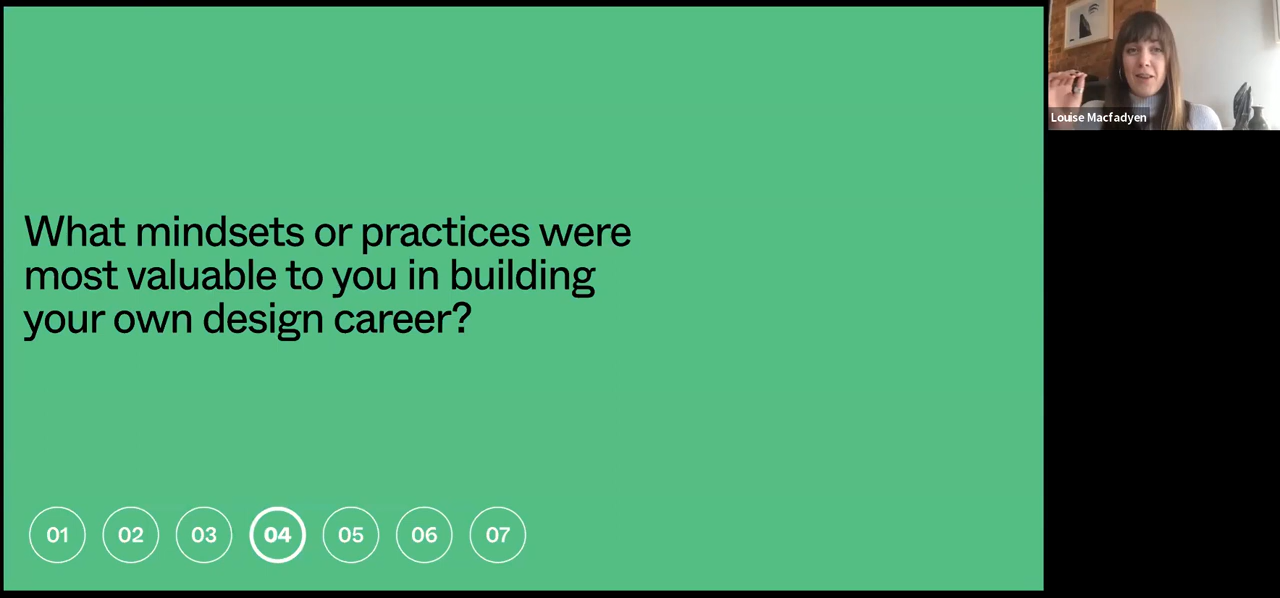 What mindsets or practices were
most valuable to you in building
your own design career?
01 02 03 04 05 06 07
Louise Macfadyen